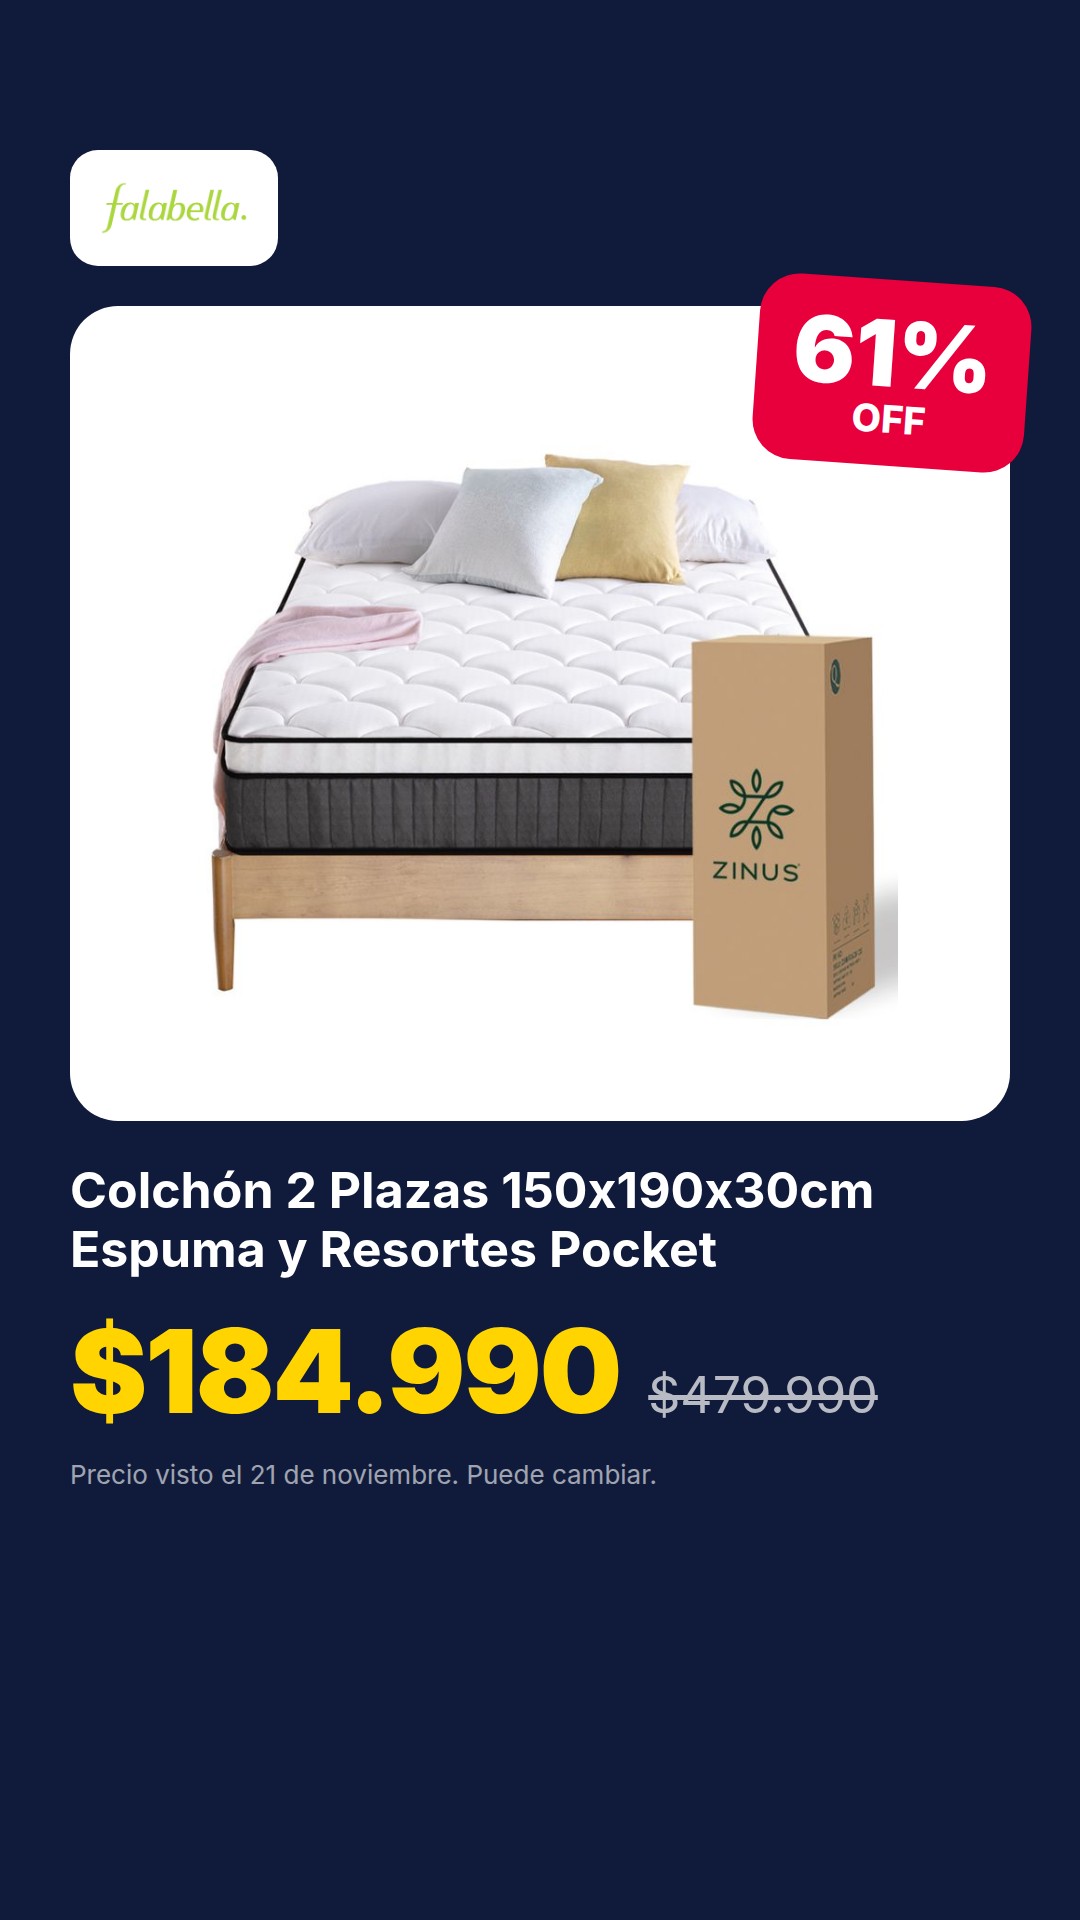 falabella.
61%
OFF
ZINUS
Colchón 2 Plazas 150x190x30cm
Espuma y Resortes Pocket
$184.990 $479.990
Precio visto el 21 de noviembre. Puede cambiar.